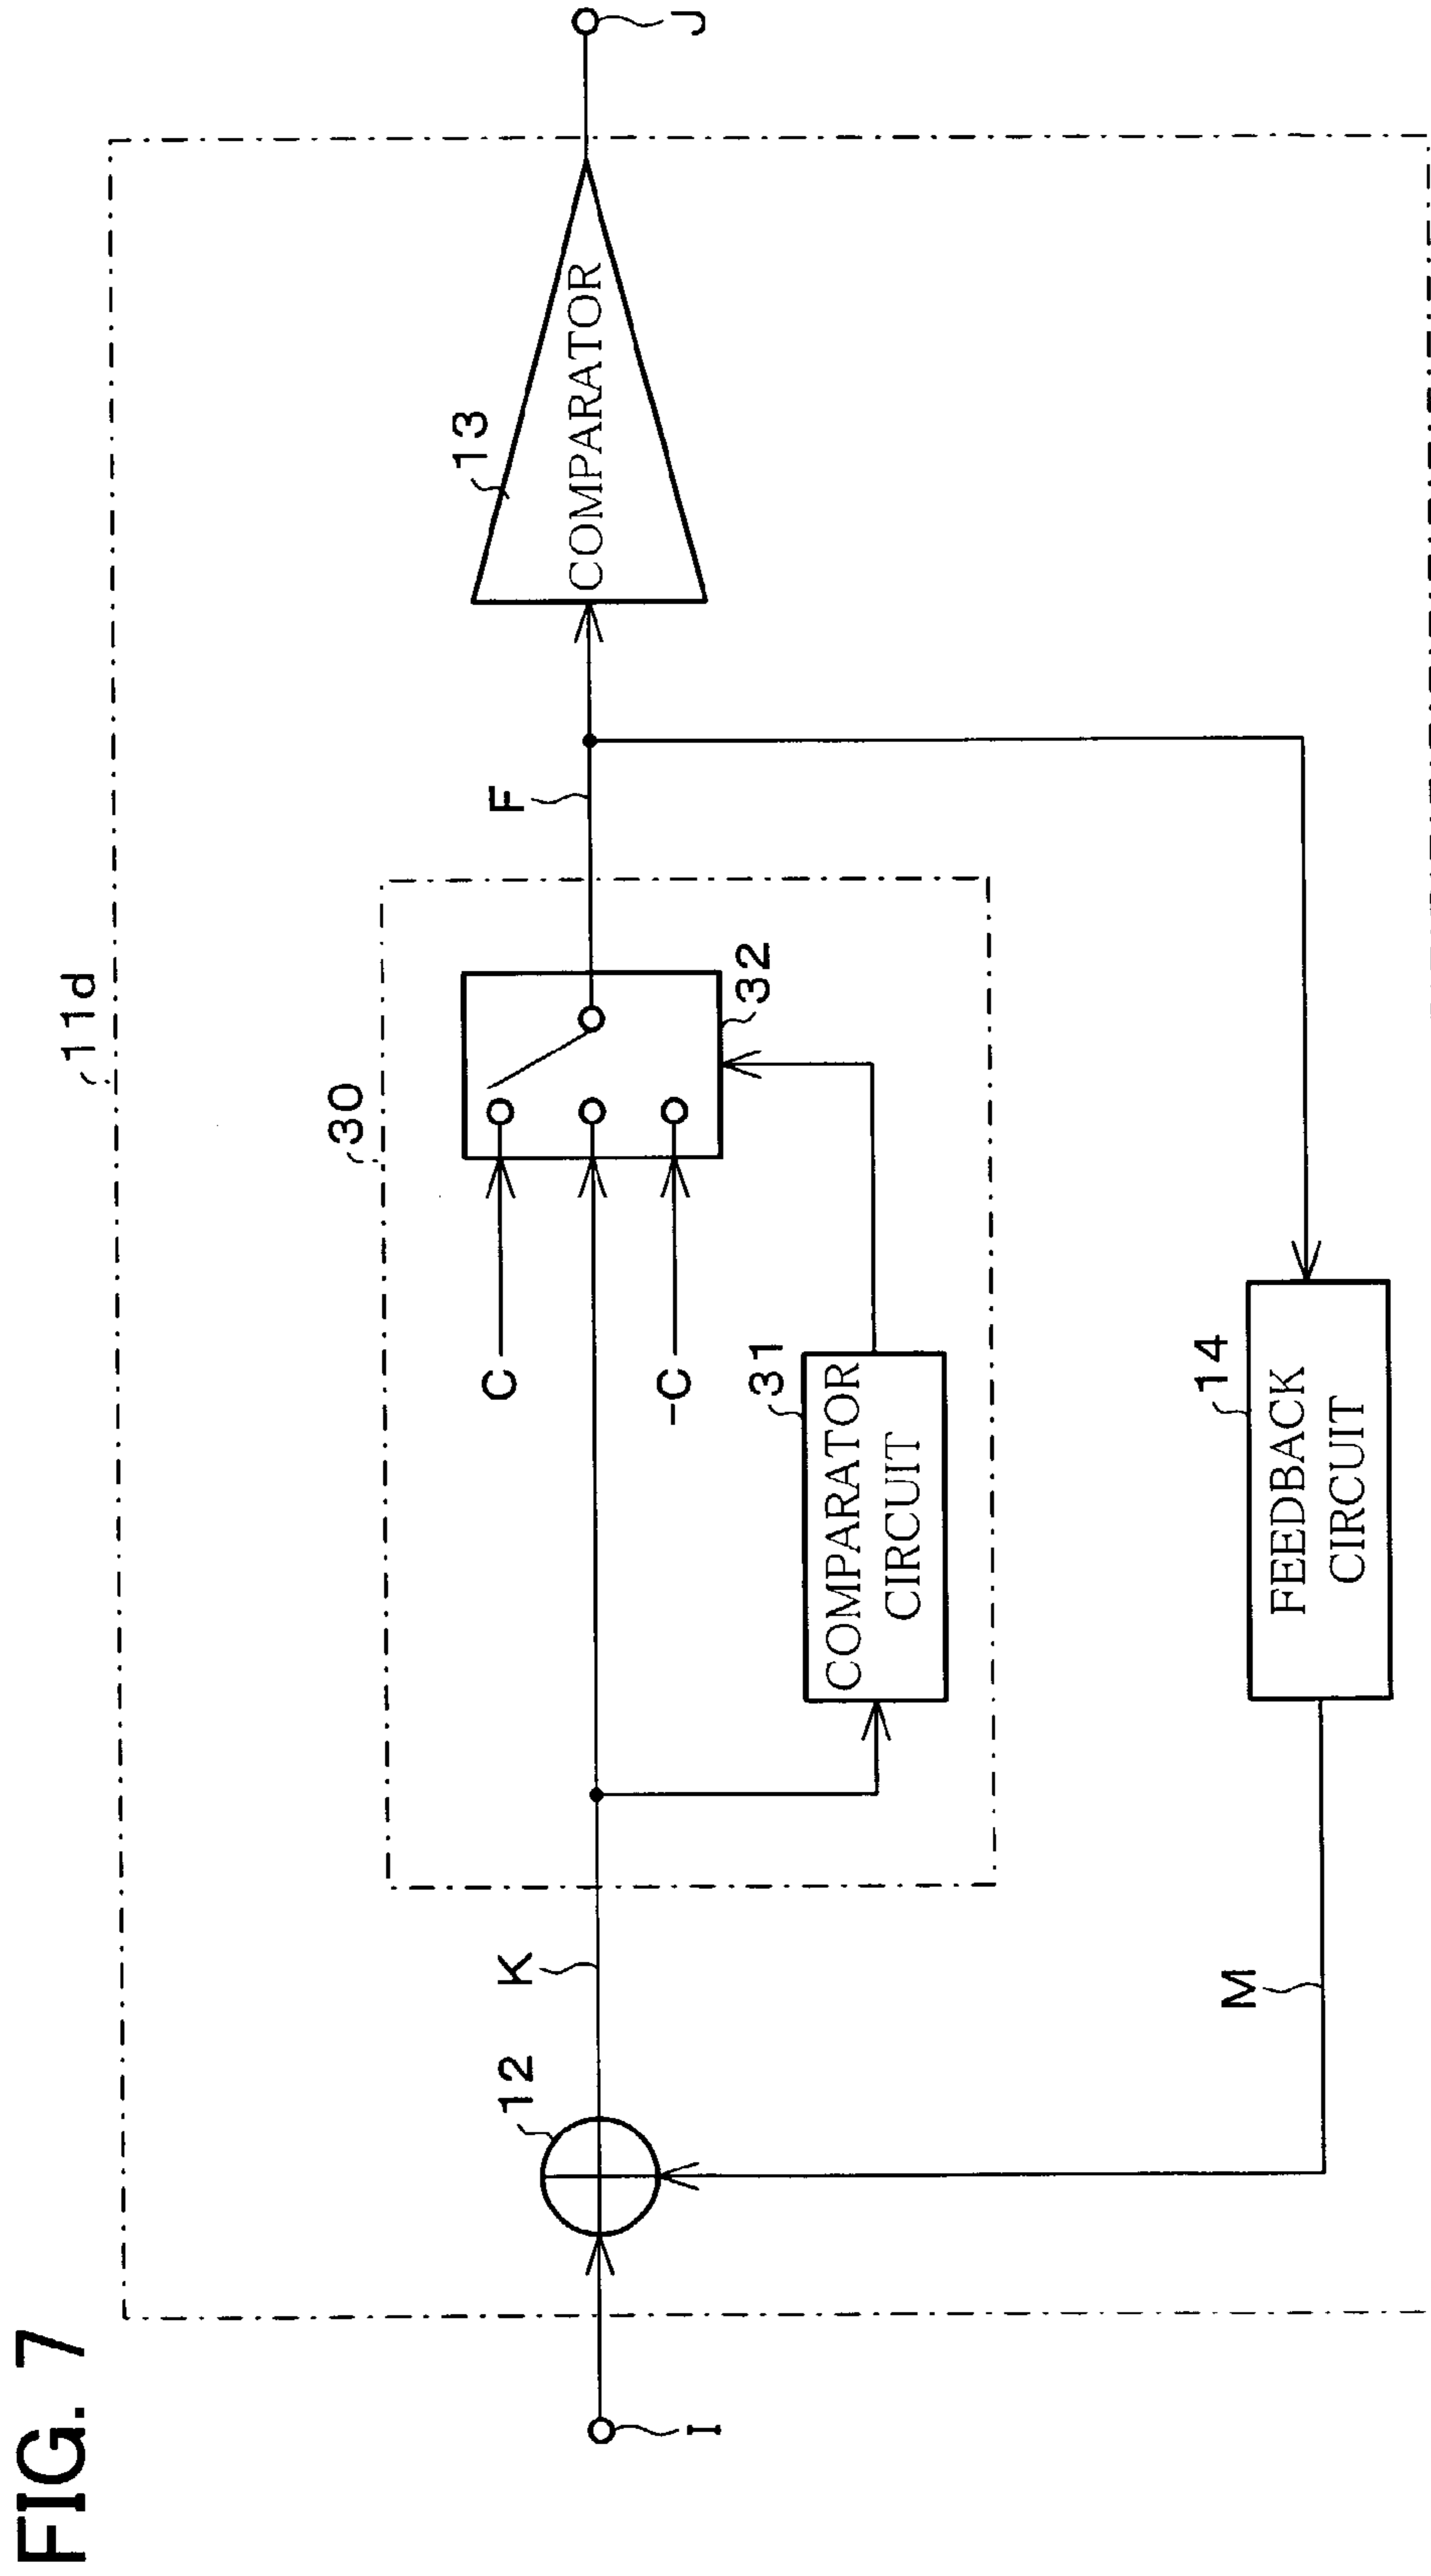 FIG. 7
11d
30
13
12
K
C
-C
F
COMPARATOR
32
31
COMPARATOR
CIRCUIT
I
J
M
14
FEEDBACK
CIRCUIT